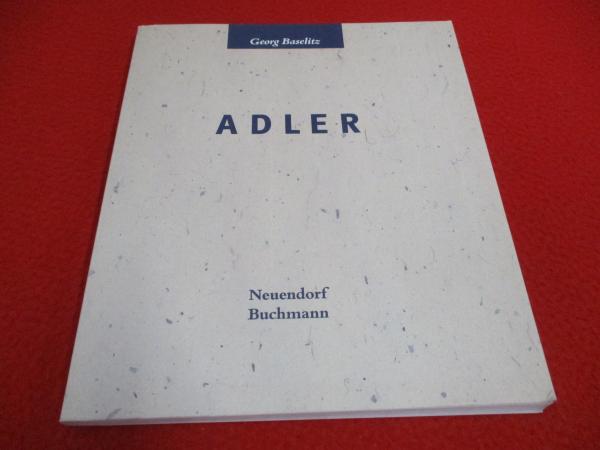 Georg Baselitz
ADLER
Neuendorf
Buchmann